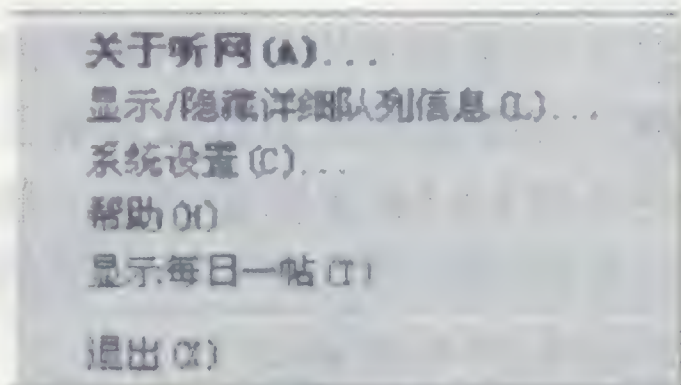 关于听网(A)...
显示/隐藏详细队列信息(L)...
系统设置(C)...
帮助(H)
显示每日一帖(T)
退出(X)